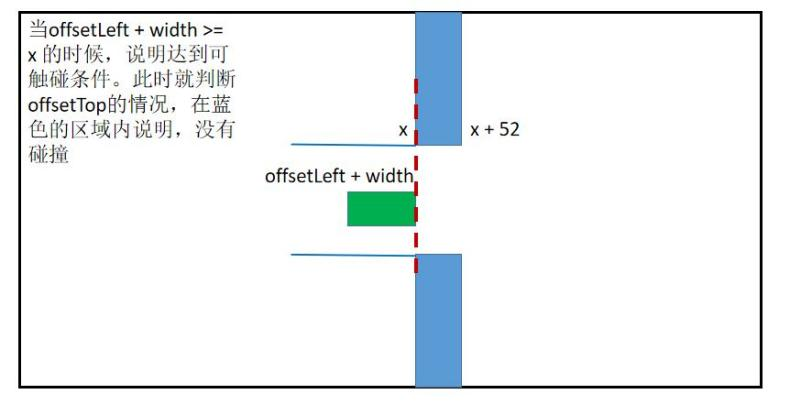 当offsetLeft + width >=
x 的时候，说明达到可
触碰条件。此时就判断
offsetTop的情况，在蓝
色的区域内说明，没有
碰撞
x
x + 52
offsetLeft + width